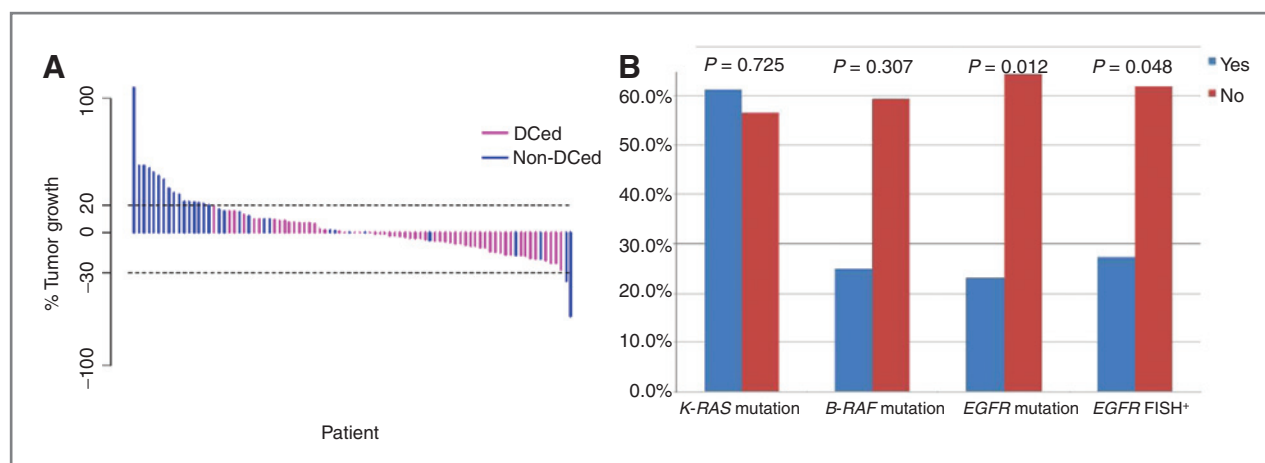 A
100
20
0
-30
−100
% Tumor growth
DCed
Non-DCed
Patient
B
P = 0.725
P = 0.307
P = 0.012
P = 0.048
Yes
No
60.0%
50.0%
40.0%
30.0%
20.0%
10.0%
0.0%
K-RAS mutation
B-RAF mutation
EGFR mutation
EGFR FISH⁺